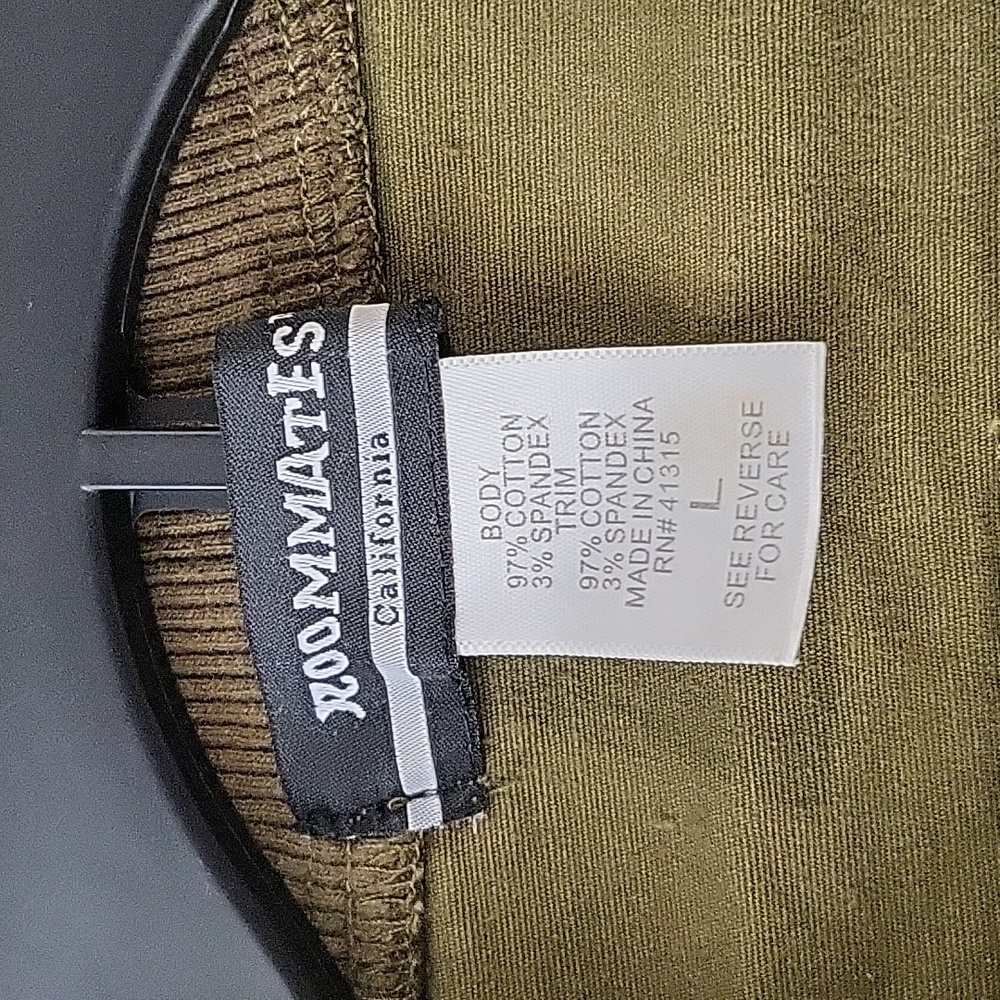 ROOMMATES
California
BODY
97% COTTON
3% SPANDEX
TRIM
97% COTTON
3% SPANDEX
MADE IN CHINA
RN# 41315
L
SEE REVERSE
FOR CARE